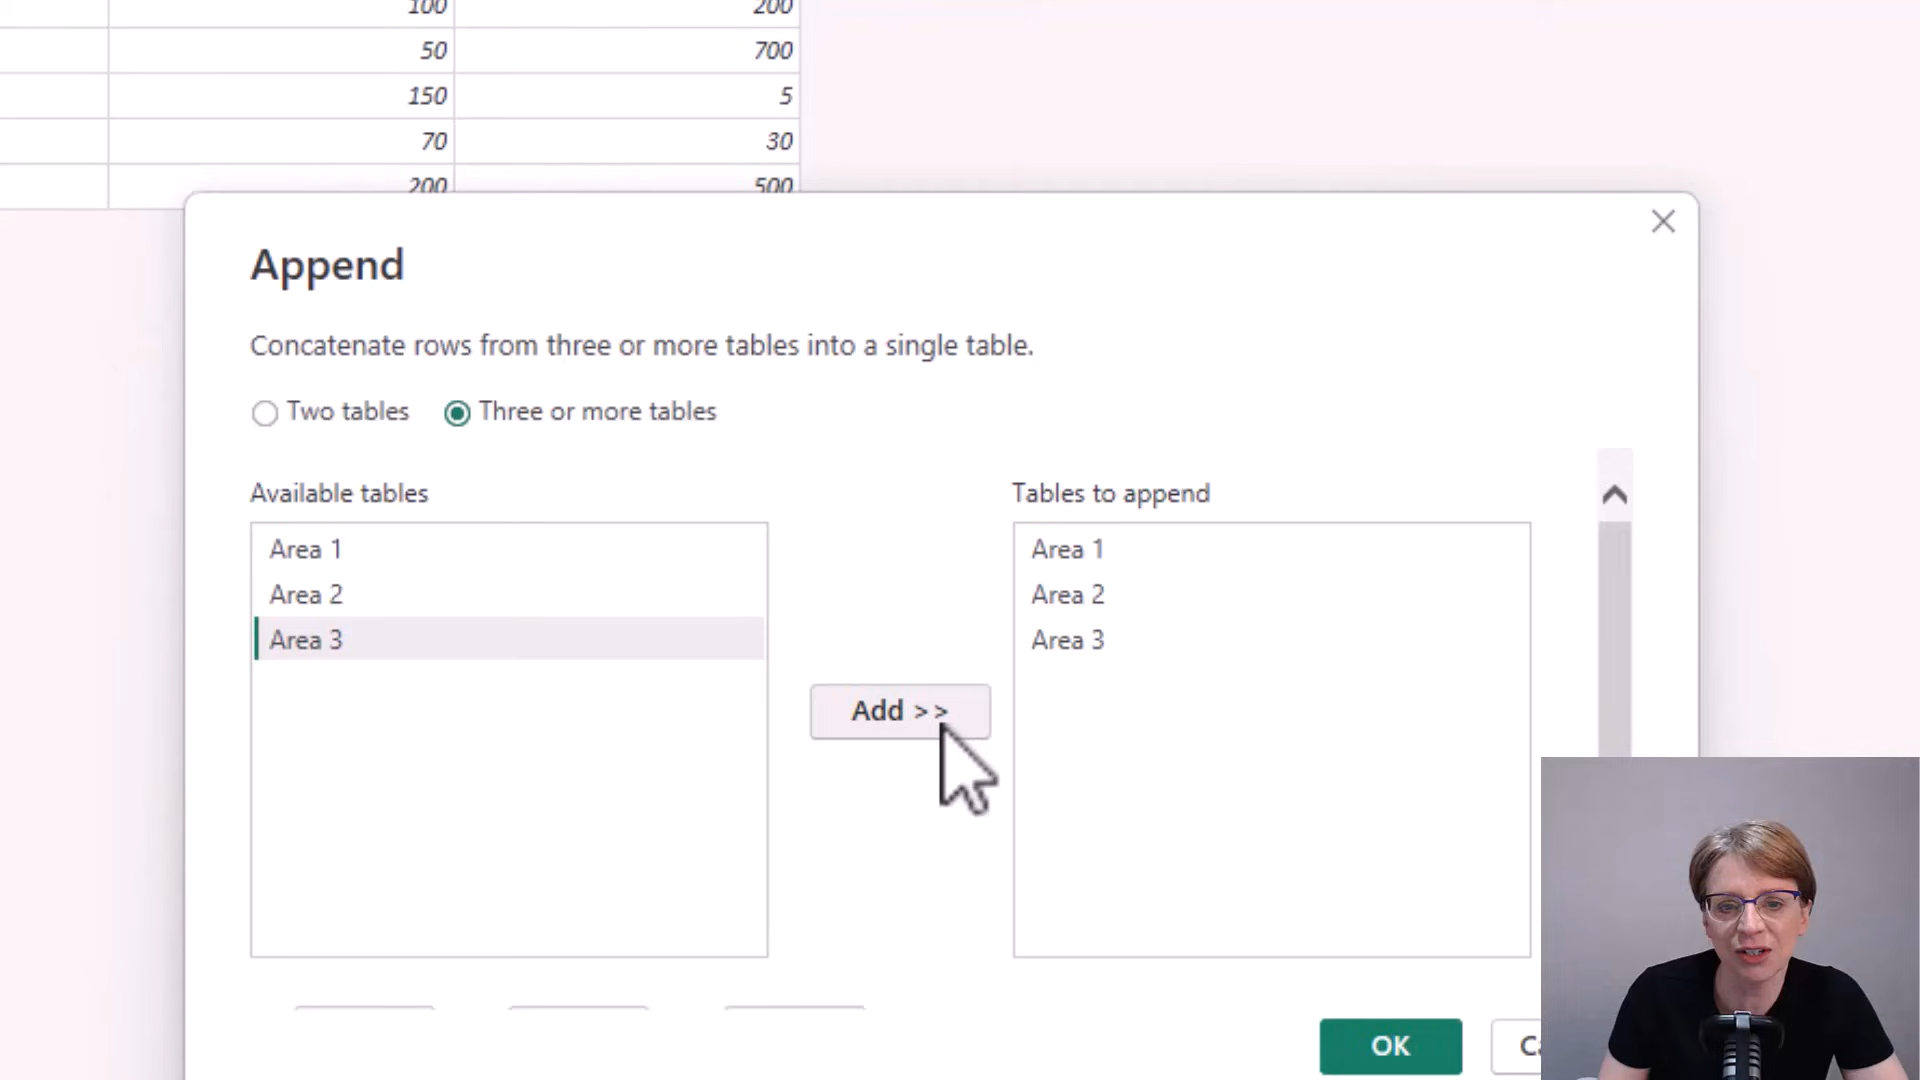 100 200
50 700
150 5
70 30
200 500
Append
Concatenate rows from three or more tables into a single table.
Two tables Three or more tables
Available tables
Tables to append
Area 1
Area 2
Area 3
Add >>
Area 1
Area 2
Area 3
OK